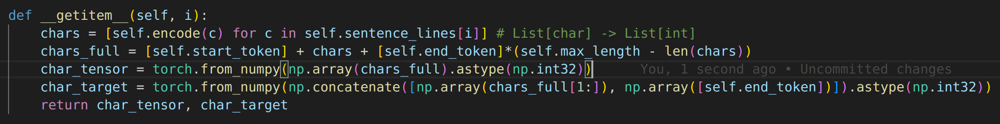 def __getitem__(self, i):
    chars = [self.encode(c) for c in self.sentence_lines[i]] # List[char] -> List[int]
    chars_full = [self.start_token] + chars + [self.end_token]*(self.max_length - len(chars))
    char_tensor = torch.from_numpy(np.array(chars_full).astype(np.int32))      You, 1 second ago • Uncommitted changes
    char_target = torch.from_numpy(np.concatenate([np.array(chars_full[1:]), np.array([self.end_token])]).astype(np.int32))
    return char_tensor, char_target